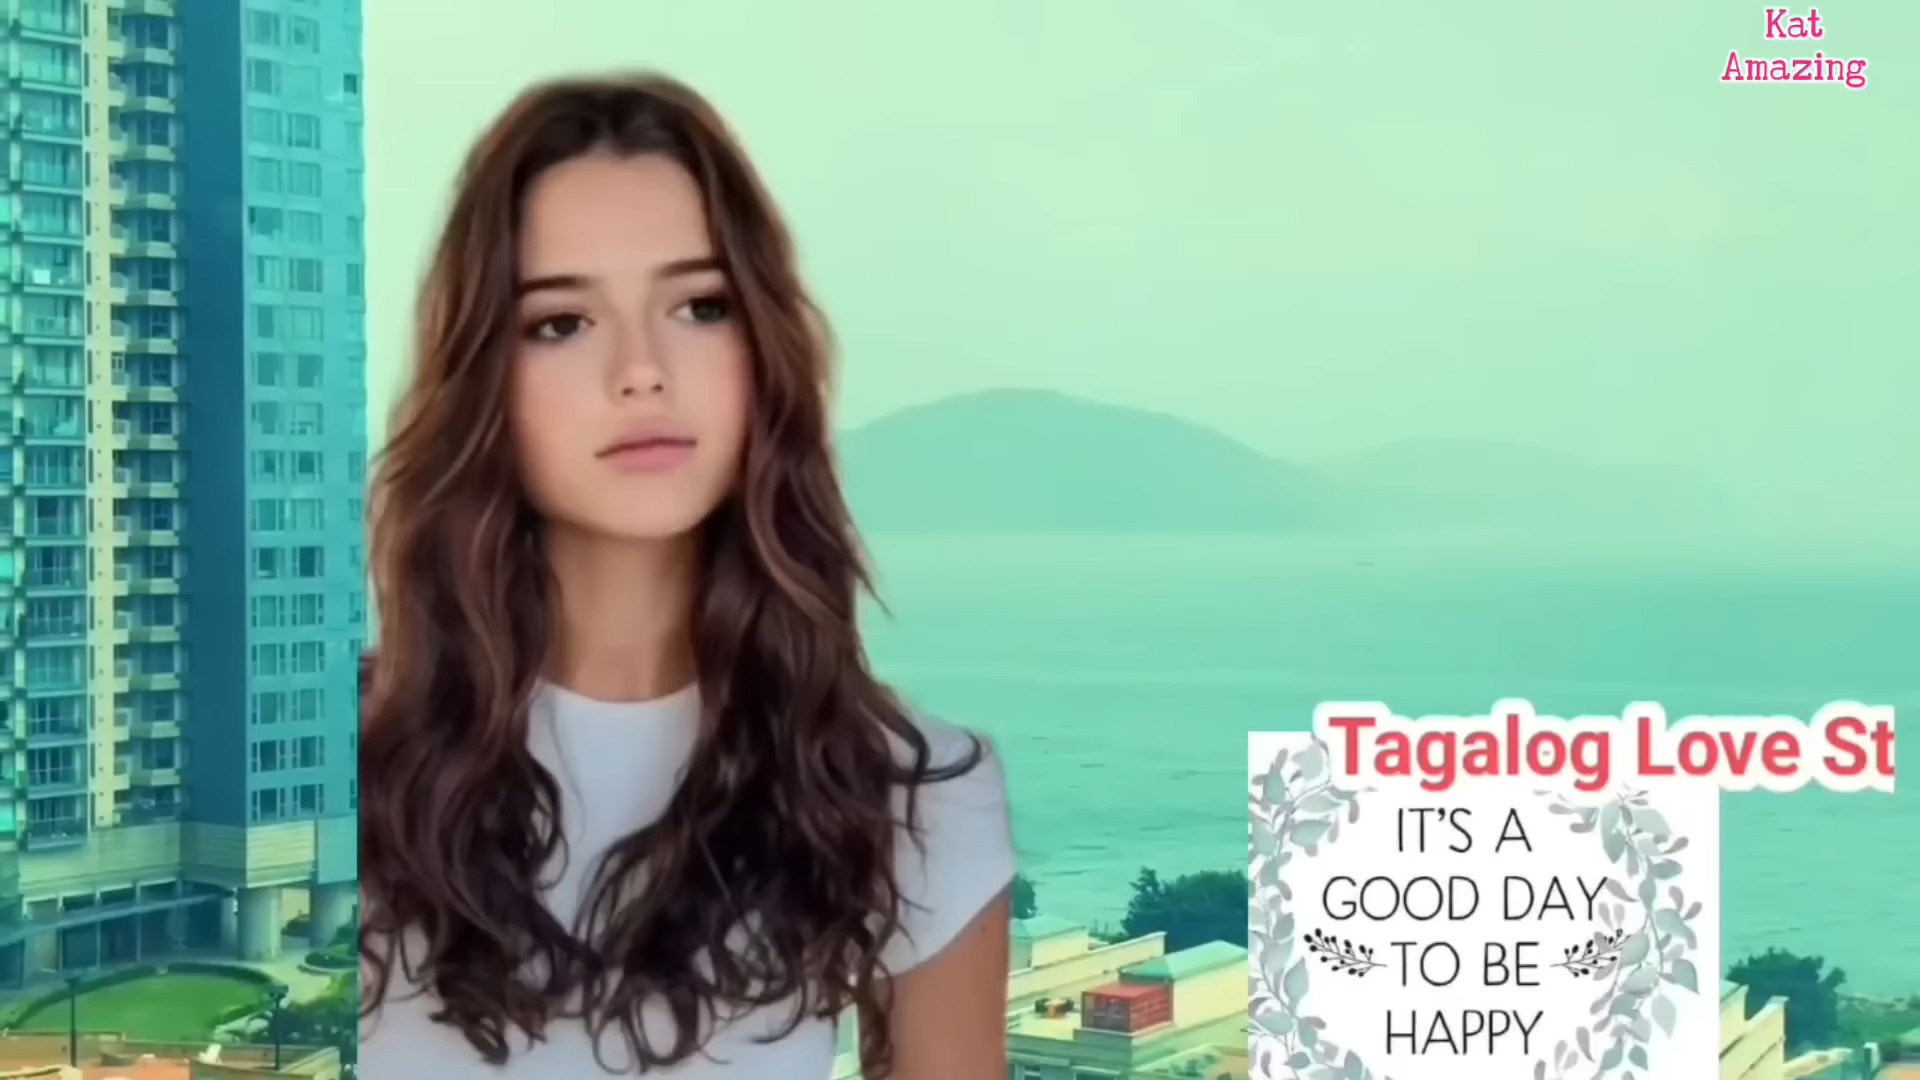 Kat
Amazing
Tagalog Love St
IT'S A
GOOD DAY
TO BE
HAPPY